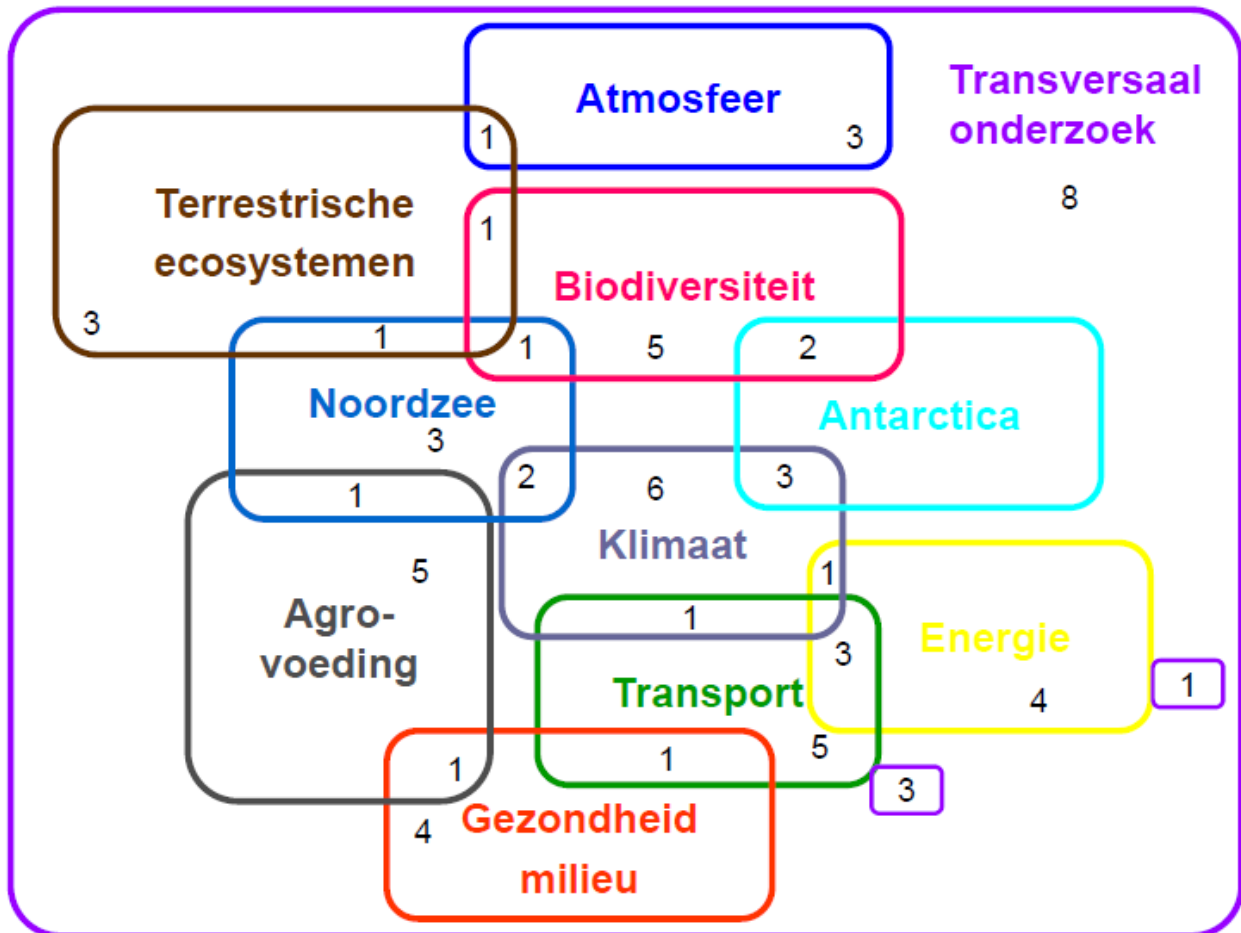 Atmosfeer
Transversaal
onderzoek
1
3
8
Terrestrische
ecosystemen
1
Biodiversiteit
3
1
1
5
2
Noordzee
3
Antarctica
1
2
6
3
Klimaat
5
1
Agro-
voeding
1
3
Energie
Transport
4
1
1
1
5
3
4
Gezondheid
milieu